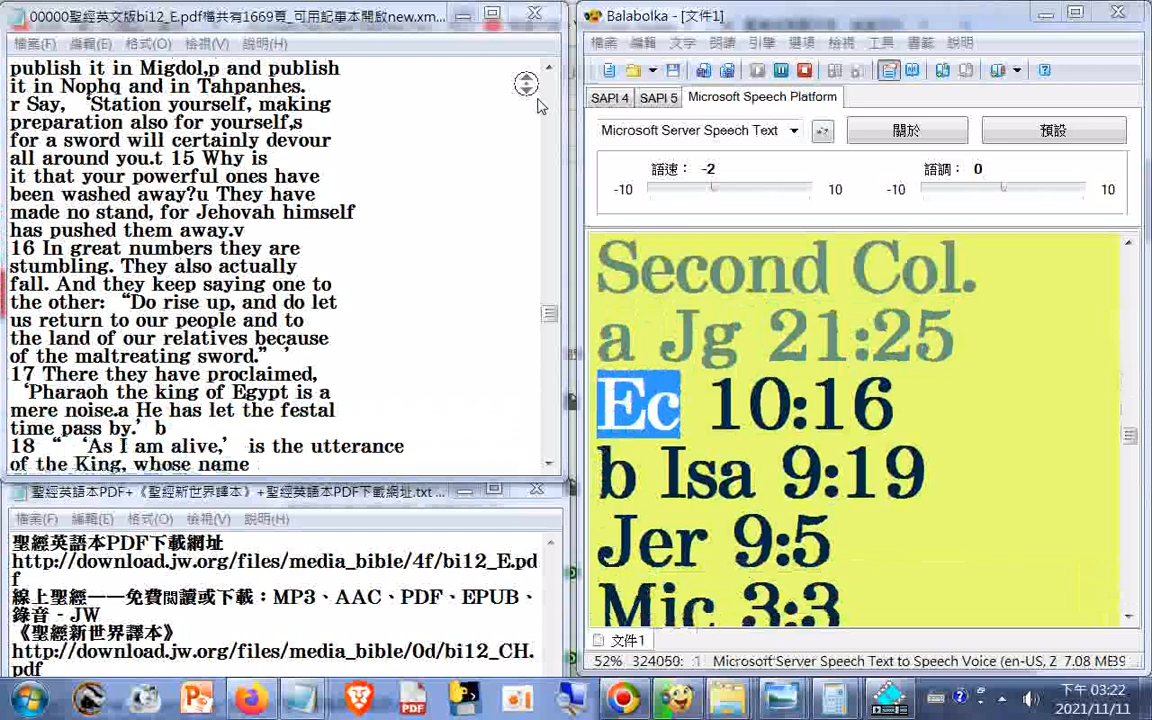 00000聖經英文版bi12_E.pdf檔共有1669頁_可用記事本開啟new.xm...
檔案(F) 編輯(E) 格式(O) 檢視(V) 說明(H)
publish it in Migdol,p and publish
it in Nophq and in Tahpanhes.
r Say, ‘Station yourself, making
preparation also for yourself,s
for a sword will certainly devour
all around you.t 15 Why is
it that your powerful ones have
been washed away?u They have
made no stand, for Jehovah himself
has pushed them away.v
16 In great numbers they are
stumbling. They also actually
fall. And they keep saying one to
the other: “Do rise up, and do let
us return to our people and to
the land of our relatives because
of the maltreating sword.” ’
17 There they have proclaimed,
‘Pharaoh the king of Egypt is a
mere noise.a He has let the festal
time pass by.’ b
18 “ ‘As I am alive,’ is the utterance
of the King, whose name
聖經英語本PDF+《聖經新世界譯本》+聖經英語本PDF下載網址.txt ...
檔案(F) 編輯(E) 格式(O) 檢視(V) 說明(H)
聖經英語本PDF下載網址
http://download.jw.org/files/media_bible/4f/bi12_E.pd
f
線上聖經——免費閱讀或下載：MP3、AAC、PDF、EPUB、
錄音 - JW
《聖經新世界譯本》
http://download.jw.org/files/media_bible/0d/bi12_CH.
pdf
Balabolka - [文件1]
檔案 編輯 文字 朗讀 引擎 選項 檢視 工具 書籤 說明
SAPI 4 SAPI 5 Microsoft Speech Platform
Microsoft Server Speech Text 關於 預設
語速： -2 語調： 0
-10 10 -10 10
Second Col.
a Jg 21:25
Ec 10:16
b Isa 9:19
Jer 9:5
Mic 3:3
文件1
52% 324050: 1 Microsoft Server Speech Text to Speech Voice (en-US, Z 7.08 MB
下午 03:22
2021/11/11